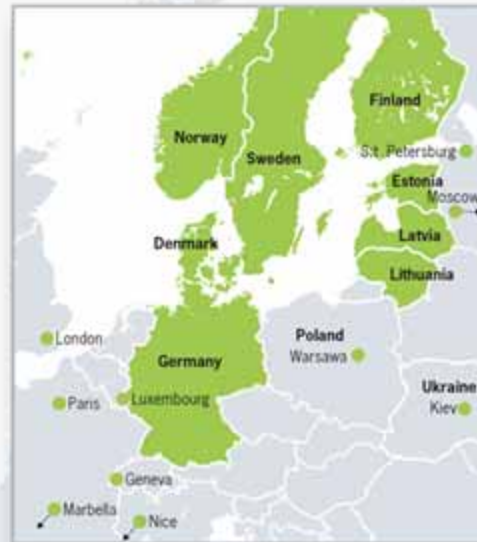 Finland
Norway
S:t. Petersburg
Sweden
Estonia
Moscow
Denmark
Latvia
Lithuania
London
Poland
Warsawa
Germany
Ukraine
Paris
Luxembourg
Kiev
Geneva
Marbella
Nice